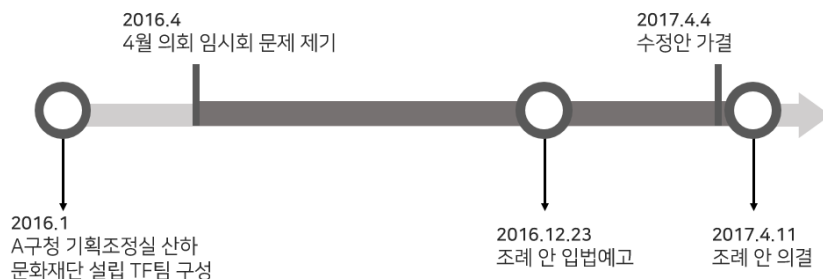 2016.4
4월 의회 임시회 문제 제기
2017.4.4
수정안 가결
2016.1
A구청 기획조정실 산하
문화재단 설립 TF팀 구성
2016.12.23
조례 안 입법예고
2017.4.11
조례 안 의결